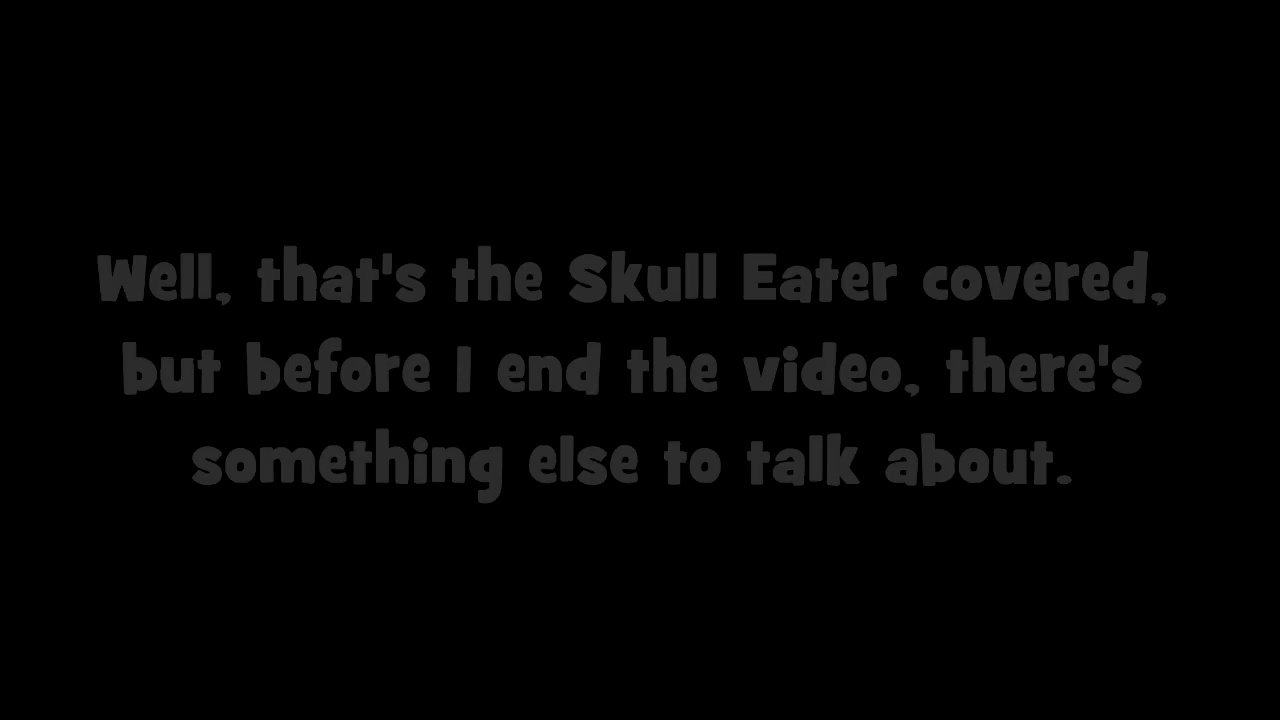 Well, that's the Skull Eater covered,
but before I end the video, there's
something else to talk about.